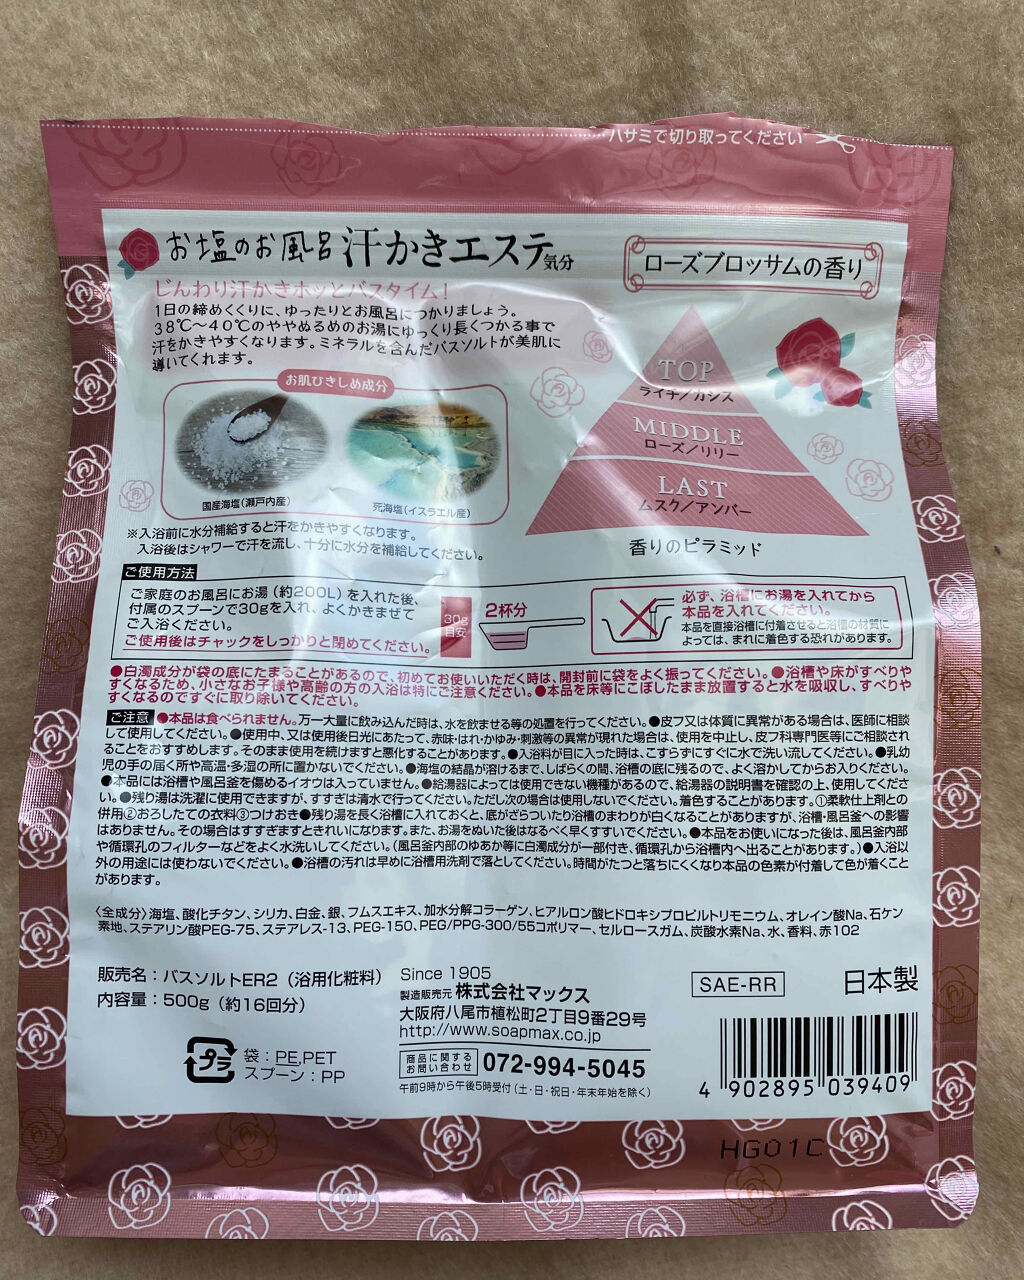 ハサミで切り取ってください
お塩のお風呂 汗かきエステ気分
ローズブロッサムの香り
じんわり汗かきホッとバスタイム!
1日の締めくくりに、ゆったりとお風呂につかりましょう。
38℃〜40℃のややぬるめのお湯にゆっくり長くつかる事で
汗をかきやすくなります。ミネラルを含んだバスソルトが美肌に
導いてくれます。
お肌ひきしめ成分
国産海塩(瀬戸内産)
死海塩(イスラエル産)
※入浴前に水分補給すると汗をかきやすくなります。
入浴後はシャワーで汗を流し、十分に水分を補給してください。
TOP
ライチ/カシス
MIDDLE
ローズ/リリー
LAST
ムスク/アンバー
香りのピラミッド
ご使用方法
ご家庭のお風呂にお湯(約200L)を入れた後、
付属のスプーンで30gを入れ、よくかきまぜて
ご入浴ください。
ご使用後はチャックをしっかりと閉めてください。
30g
目安
2杯分
必ず、浴槽にお湯を入れてから
本品を入れてください。
本品を直接浴槽に付着させると浴槽の材質に
よっては、まれに着色する恐れがあります。
●白濁成分が袋の底にたまることがあるので、初めてお使いいただく時は、開封前に袋をよく振ってください。●浴槽や床がすべりや
すくなるため、小さなお子様や高齢の方の入浴は特にご注意ください。●本品を床等にこぼしたまま放置すると水を吸収し、すべりや
すくなるのですぐに取り除いてください。
ご注意 ●本品は食べられません。万一大量に飲み込んだ時は、水を飲ませる等の処置を行ってください。●皮フ又は体質に異常がある場合は、医師に相談
して使用してください。●使用中、又は使用後日光にあたって、赤味・はれ・かゆみ・刺激等の異常が現れた場合は、使用を中止し、皮フ科専門医等にご相談され
ることをおすすめします。そのまま使用を続けますと悪化することがあります。●入浴料が目に入った時は、こすらずにすぐに水で洗い流してください。●乳幼
児の手の届く所や高温・多湿の所に置かないでください。●海塩の結晶が溶けるまで、しばらくの間、浴槽の底に残るので、よく溶かしてからお入りください。
●本品には浴槽や風呂釜を傷めるイオウは入っていません。●給湯器によっては使用できない機種があるので、給湯器の説明書を確認の上、使用してくださ
い。●残り湯は洗濯に使用できますが、すすぎは清水で行ってください。ただし次の場合は使用しないでください。着色することがあります。①柔軟仕上剤との
併用②おろしたての衣料③つけおき●残り湯を長く浴槽に入れておくと、底がざらついたり浴槽のまわりが白くなることがありますが、浴槽・風呂釜への影響
はありません。その場合はすすぎますときれいになります。また、お湯をぬいた後はなるべく早くすすいでください。●本品をお使いになった後は、風呂釜内部
や循環孔のフィルターなどをよく水洗いしてください。(風呂釜内部のゆあか等に白濁成分が一部付き、循環孔から浴槽内へ出ることがあります。)●入浴以
外の用途には使わないでください。●浴槽の汚れは早めに浴槽用洗剤で落としてください。時間がたつと落ちにくくなり本品の色素が付着して色が着くこと
があります。
〈全成分〉海塩、酸化チタン、シリカ、白金、銀、フムスエキス、加水分解コラーゲン、ヒアルロン酸ヒドロキシプロピルトリモニウム、オレイン酸Na、石ケン
素地、ステアリン酸PEG-75、ステアレス-13、PEG-150、PEG/PPG-300/55コポリマー、セルロースガム、炭酸水素Na、水、香料、赤102
販売名:バスソルトER2(浴用化粧料)
内容量:500g(約16回分)
プラ
袋:PE,PET
スプーン:PP
Since 1905
製造販売元 株式会社マックス
大阪府八尾市植松町2丁目9番29号
http://www.soapmax.co.jp
商品に関する
お問い合わせ 072-994-5045
午前9時から午後5時受付(土・日・祝日・年末年始を除く)
SAE-RR
日本製
4 902895 039409
HG01C